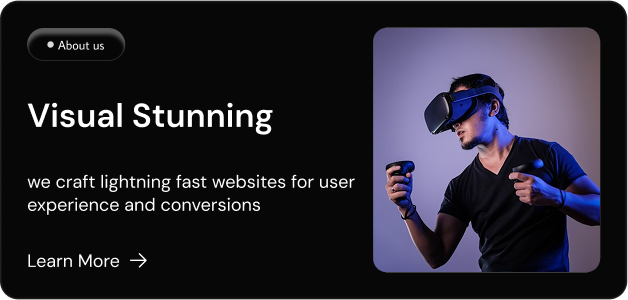 About us
Visual Stunning
we craft lightning fast websites for user
experience and conversions
Learn More